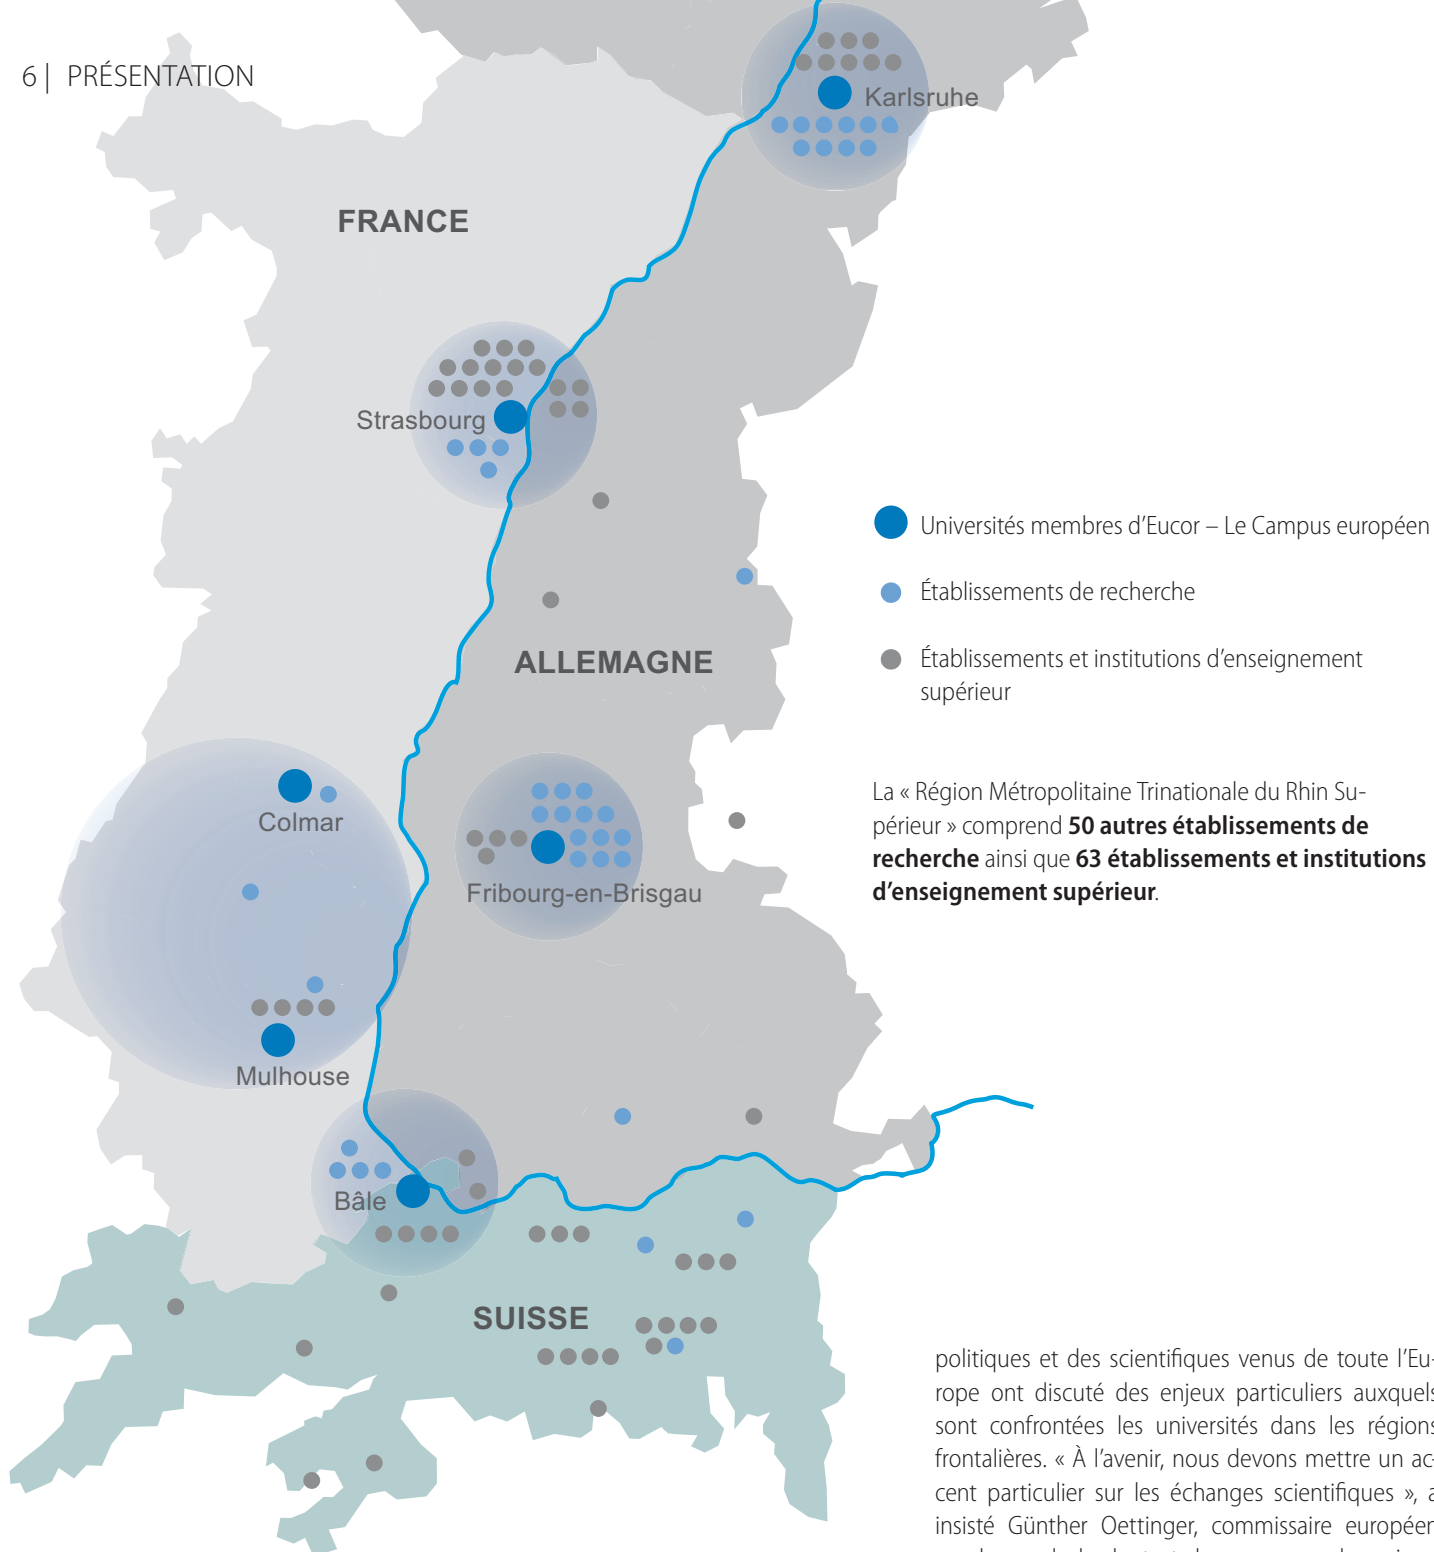 6 | PRÉSENTATION
Karlsruhe
FRANCE
Strasbourg
ALLEMAGNE
Colmar
Fribourg-en-Brisgau
Mulhouse
Bâle
SUISSE
Universités membres d’Eucor – Le Campus européen
Établissements de recherche
Établissements et institutions d’enseignement
supérieur
La « Région Métropolitaine Trinationale du Rhin Su-
périeur » comprend 50 autres établissements de
recherche ainsi que 63 établissements et institutions
d’enseignement supérieur.
politiques et des scientifiques venus de toute l’Eu-
rope ont discuté des enjeux particuliers auxquels
sont confrontées les universités dans les régions
frontalières. « À l’avenir, nous devons mettre un ac-
cent particulier sur les échanges scientifiques », a
insisté Günther Oettinger, commissaire européen